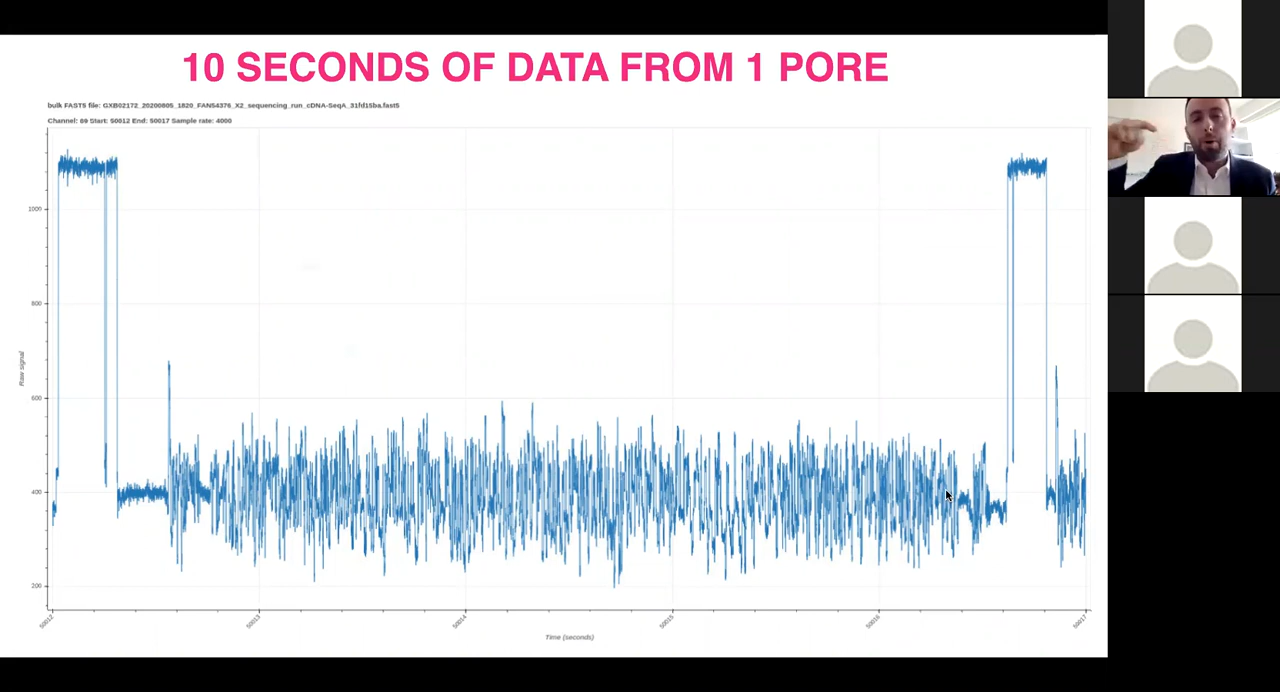 10 SECONDS OF DATA FROM 1 PORE
bulk FAST5 file: GXB02172_20200805_1820_FAN54376_X2_sequencing_run_cDNA-SeqA_31fd15ba.fast5
Channel: 69 Start: 50012 End: 50017 Sample rate: 4000
1000
800
600
400
200
Raw signal
50012
50013
50014
50015
50016
50017
Time (seconds)